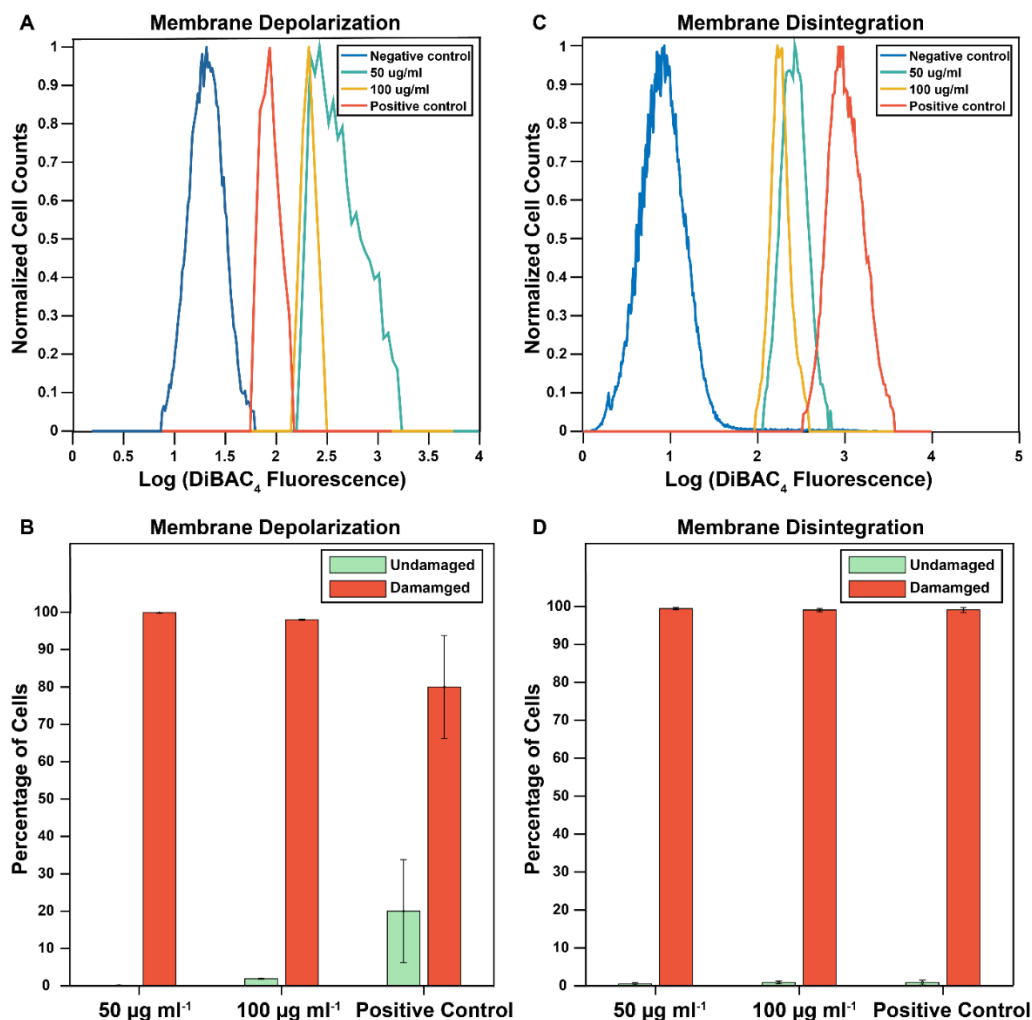 A
Membrane Depolarization
Normalized Cell Counts
1
0.9
0.8
0.7
0.6
0.5
0.4
0.3
0.2
0.1
0
Negative control
50 ug/ml
100 ug/ml
Positive control
0 0.5 1 1.5 2 2.5 3 3.5 4
Log (DiBAC₄ Fluorescence)
C
Membrane Disintegration
Normalized Cell Counts
1
0.9
0.8
0.7
0.6
0.5
0.4
0.3
0.2
0.1
0
Negative control
50 ug/ml
100 ug/ml
Positive control
0 1 2 3 4 5
Log (DiBAC₄ Fluorescence)
B
Membrane Depolarization
Percentage of Cells
100
90
80
70
60
50
40
30
20
10
0
Undamaged
Damamged
50 µg ml⁻¹ 100 µg ml⁻¹ Positive Control
D
Membrane Disintegration
Percentage of Cells
100
90
80
70
60
50
40
30
20
10
0
Undamaged
Damamged
50 µg ml⁻¹ 100 µg ml⁻¹ Positive Control